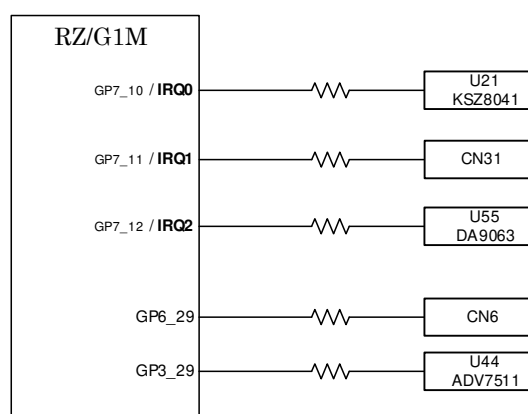 RZ/G1M
GP7_10 / IRQ0
U21
KSZ8041
GP7_11 / IRQ1
CN31
GP7_12 / IRQ2
U55
DA9063
GP6_29
CN6
GP3_29
U44
ADV7511